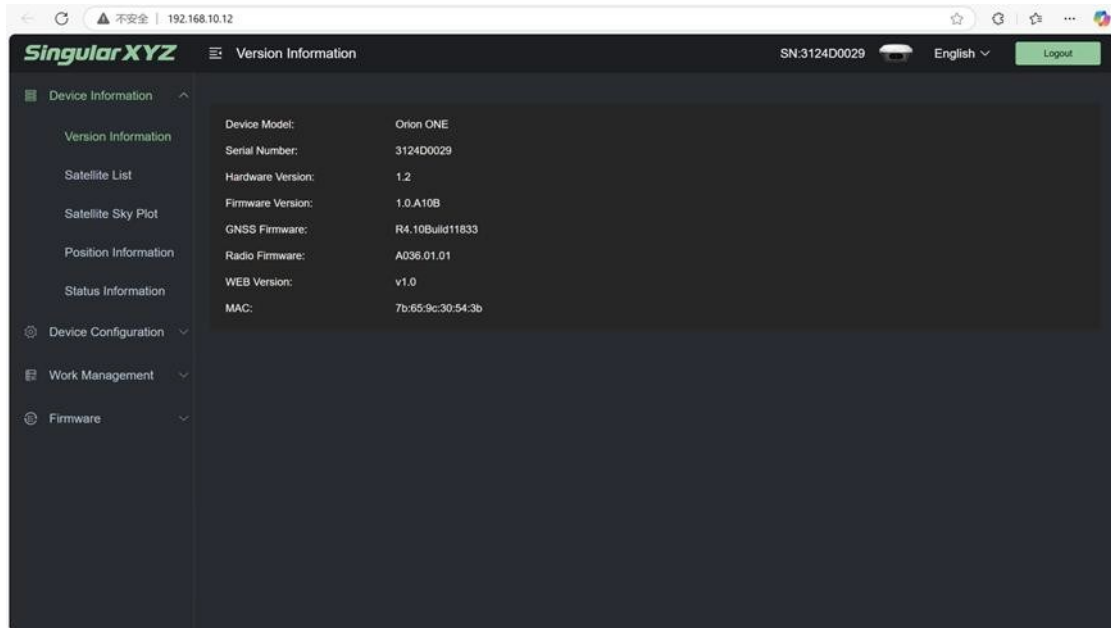 不安全 192.168.10.12
SingularXYZ Version Information SN:3124D0029 English Logout
Device Information
Version Information
Satellite List
Satellite Sky Plot
Position Information
Status Information
Device Configuration
Work Management
Firmware
Device Model: Orion ONE
Serial Number: 3124D0029
Hardware Version: 1.2
Firmware Version: 1.0.A10B
GNSS Firmware: R4.10Build11833
Radio Firmware: A036.01.01
WEB Version: v1.0
MAC: 7b:65:9c:30:54:3b